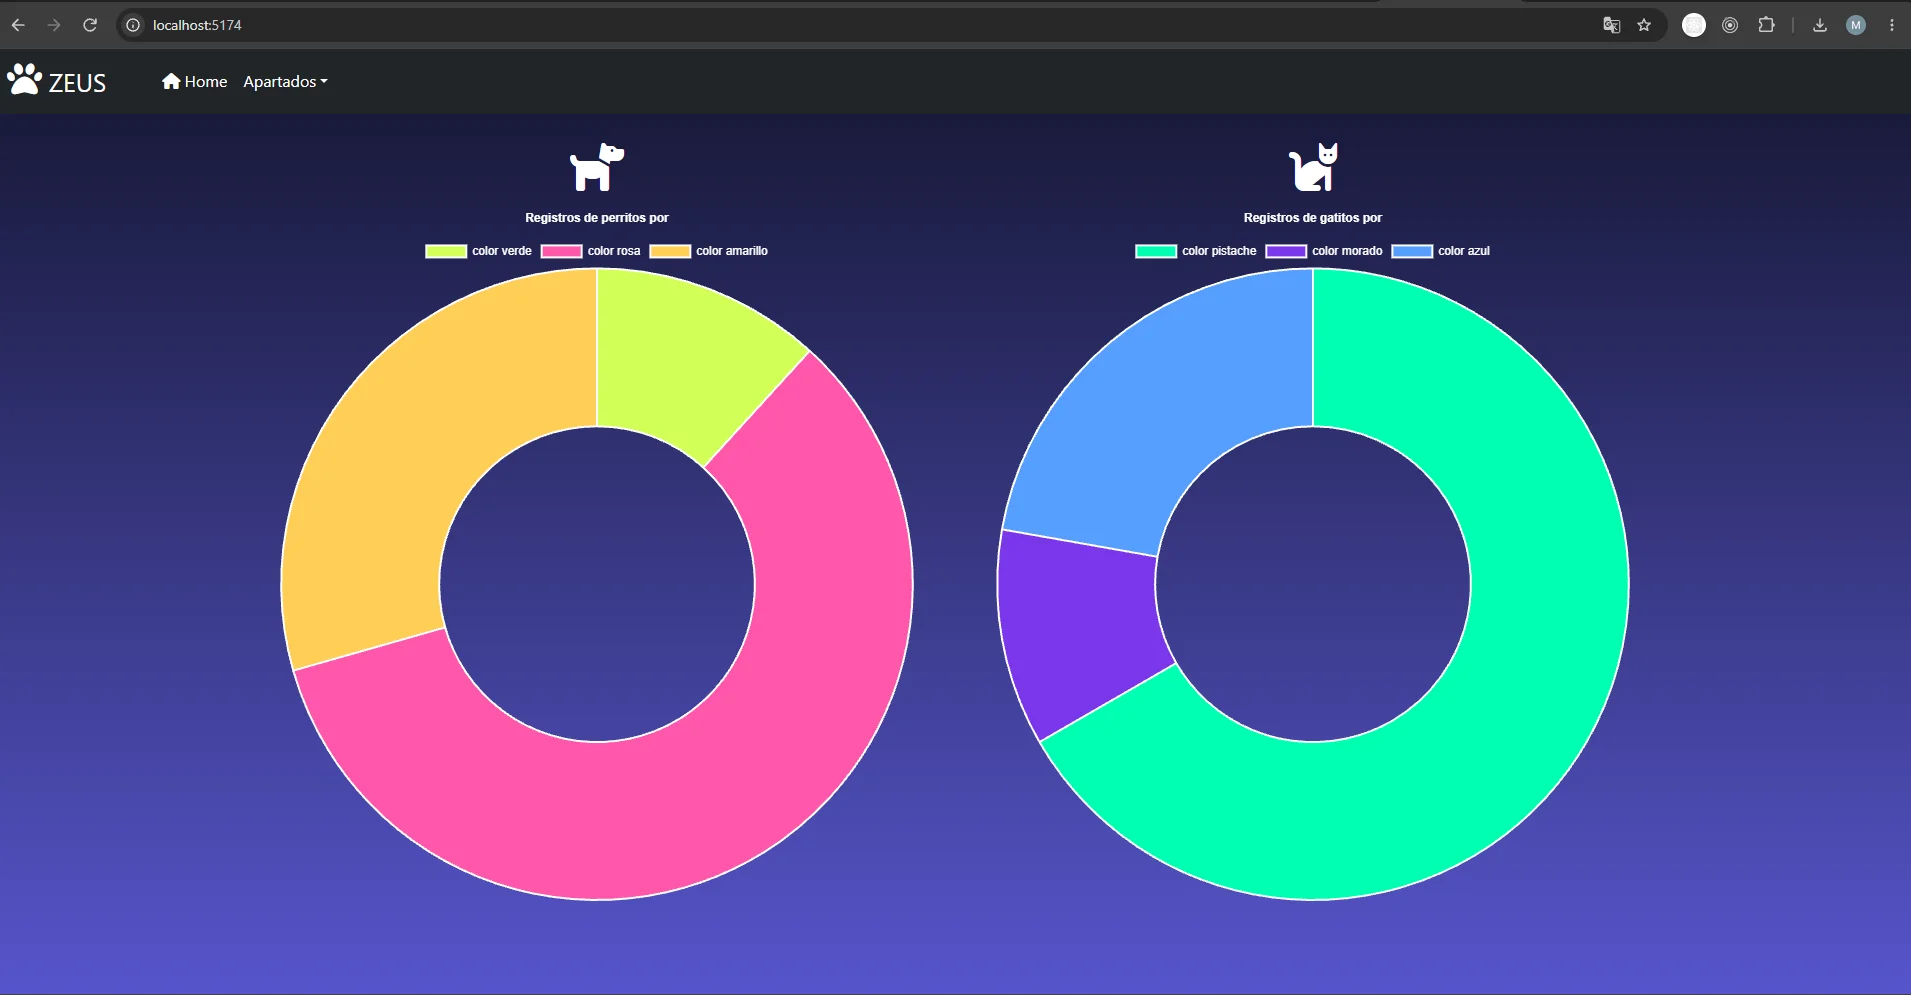 localhost:5174
M
ZEUS
Home
Apartados
Registros de perritos por
color verde
color rosa
color amarillo
Registros de gatitos por
color pistache
color morado
color azul